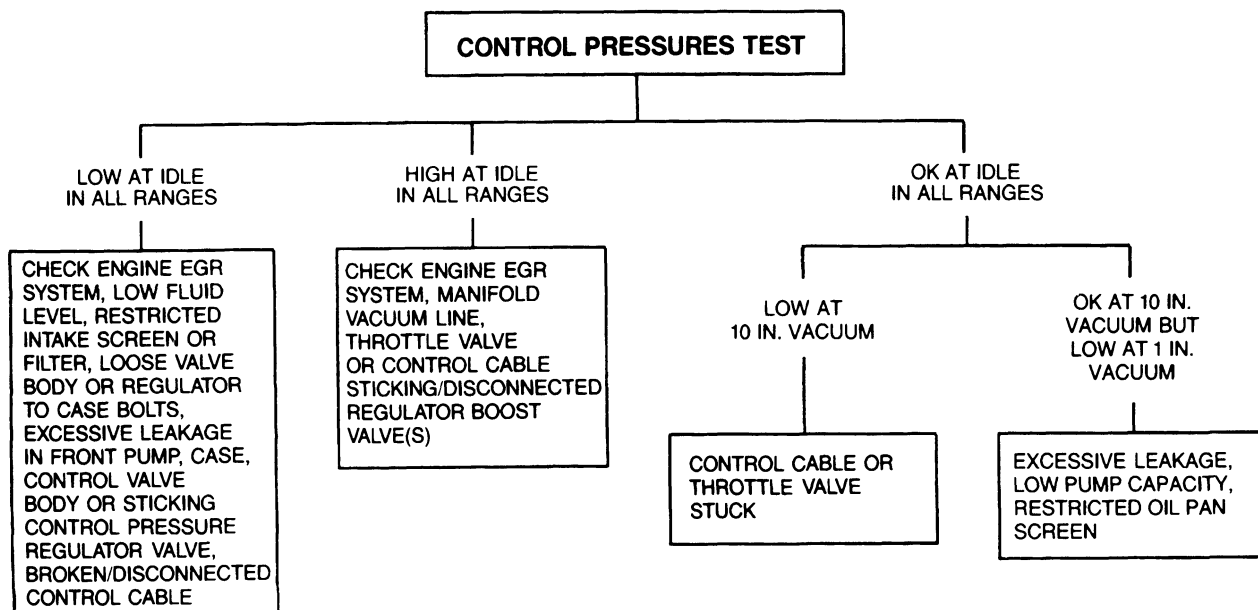 CONTROL PRESSURES TEST
LOW AT IDLE
IN ALL RANGES
HIGH AT IDLE
IN ALL RANGES
OK AT IDLE
IN ALL RANGES
CHECK ENGINE EGR
SYSTEM, LOW FLUID
LEVEL, RESTRICTED
INTAKE SCREEN OR
FILTER, LOOSE VALVE
BODY OR REGULATOR
TO CASE BOLTS,
EXCESSIVE LEAKAGE
IN FRONT PUMP, CASE,
CONTROL VALVE
BODY OR STICKING
CONTROL PRESSURE
REGULATOR VALVE,
BROKEN/DISCONNECTED
CONTROL CABLE
CHECK ENGINE EGR
SYSTEM, MANIFOLD
VACUUM LINE,
THROTTLE VALVE
OR CONTROL CABLE
STICKING/DISCONNECTED
REGULATOR BOOST
VALVE(S)
LOW AT
10 IN. VACUUM
OK AT 10 IN.
VACUUM BUT
LOW AT 1 IN.
VACUUM
CONTROL CABLE OR
THROTTLE VALVE
STUCK
EXCESSIVE LEAKAGE,
LOW PUMP CAPACITY,
RESTRICTED OIL PAN
SCREEN